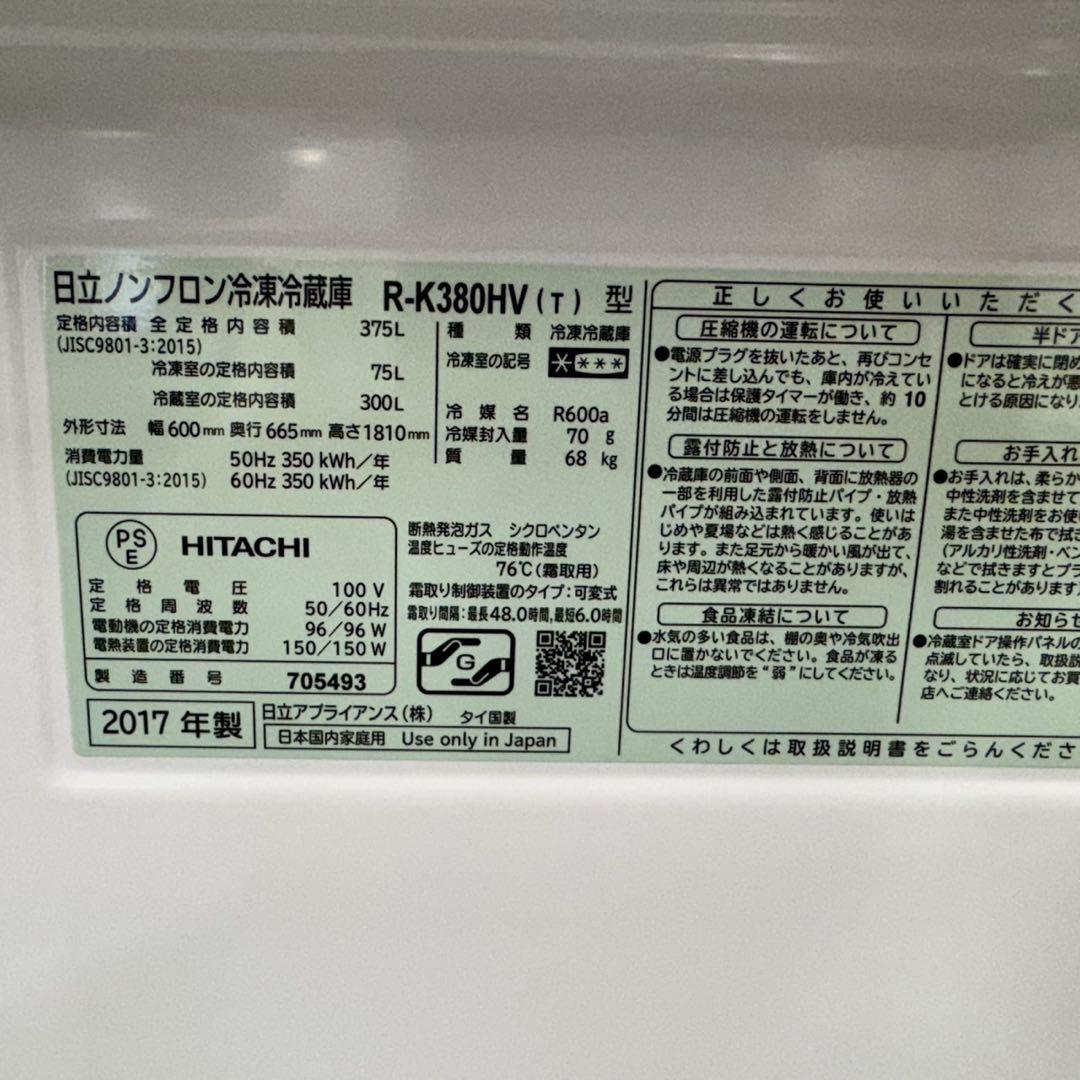 日立ノンフロン冷凍冷蔵庫 R-K380HV(T) 型
定格内容積 全定格内容積 375L
(JISC9801-3:2015)
冷凍室の定格内容積 75L
冷蔵室の定格内容積 300L
外形寸法 幅600mm 奥行665mm 高さ1810mm
消費電力量 50Hz 350 kWh/年
(JISC9801-3:2015) 60Hz 350 kWh/年
種類 冷凍冷蔵庫
冷凍室の記号 ****
冷媒名 R600a
冷媒封入量 70 g
質量 68 kg
PS
E
HITACHI
定格電圧 100 V
定格周波数 50/60Hz
電動機の定格消費電力 96/96 W
電熱装置の定格消費電力 150/150 W
製造番号 705493
断熱発泡ガス シクロペンタン
温度ヒューズの定格動作温度
76℃(霜取用)
霜取り制御装置のタイプ:可変式
霜取り間隔:最長48.0時間,最短6.0時間
G
2017 年製
日立アプライアンス(株) タイ国製
日本国内家庭用 Use only in Japan
正しくお使いいただく
圧縮機の運転について
●電源プラグを抜いたあと、再びコンセ
ントに差し込んでも、庫内が冷えてい
る場合は保護タイマーが働き、約10
分間は圧縮機の運転をしません。
露付防止と放熱について
●冷蔵庫の前面や側面、背面に放熱器の
一部を利用した露付防止パイプ・放熱
パイプが組み込まれています。使いは
じめや夏場などは熱く感じることがあ
ります。また足元から暖かい風が出て、
床や周辺が熱くなることがありますが、
これらは異常ではありません。
食品凍結について
●水気の多い食品は、棚の奥や冷気吹出
口に置かないでください。食品が凍る
ときは温度調節を“弱”にしてください。
半ドア
●ドアは確実に閉め
になると冷えが悪
とける原因になり
お手入れ
●お手入れは、柔らか
中性洗剤を含ませて
また中性洗剤をお使
湯を含ませた布で拭き
(アルカリ性洗剤・ベン
などで拭きますとプラ
割れることがあります
お知らせ
●冷蔵室ドア操作パネルの
点滅していたら、取扱説
なり、状況に応じてお買
店へご連絡ください。
くわしくは取扱説明書をごらんくださ